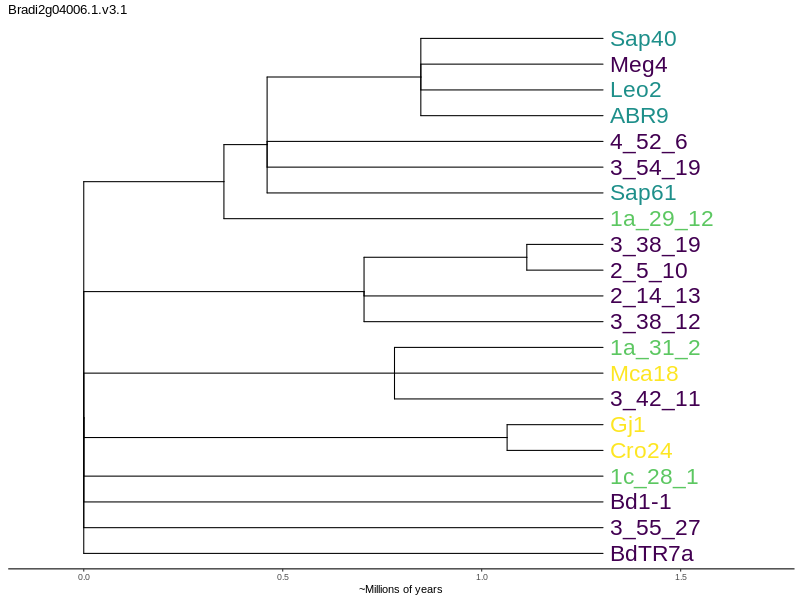 Bradi2g04006.1.v3.1
Sap40
Meg4
Leo2
ABR9
4_52_6
3_54_19
Sap61
1a_29_12
3_38_19
2_5_10
2_14_13
3_38_12
1a_31_2
Mca18
3_42_11
Gj1
Cro24
1c_28_1
Bd1-1
3_55_27
BdTR7a
0.0 0.5 1.0 1.5
~Millions of years